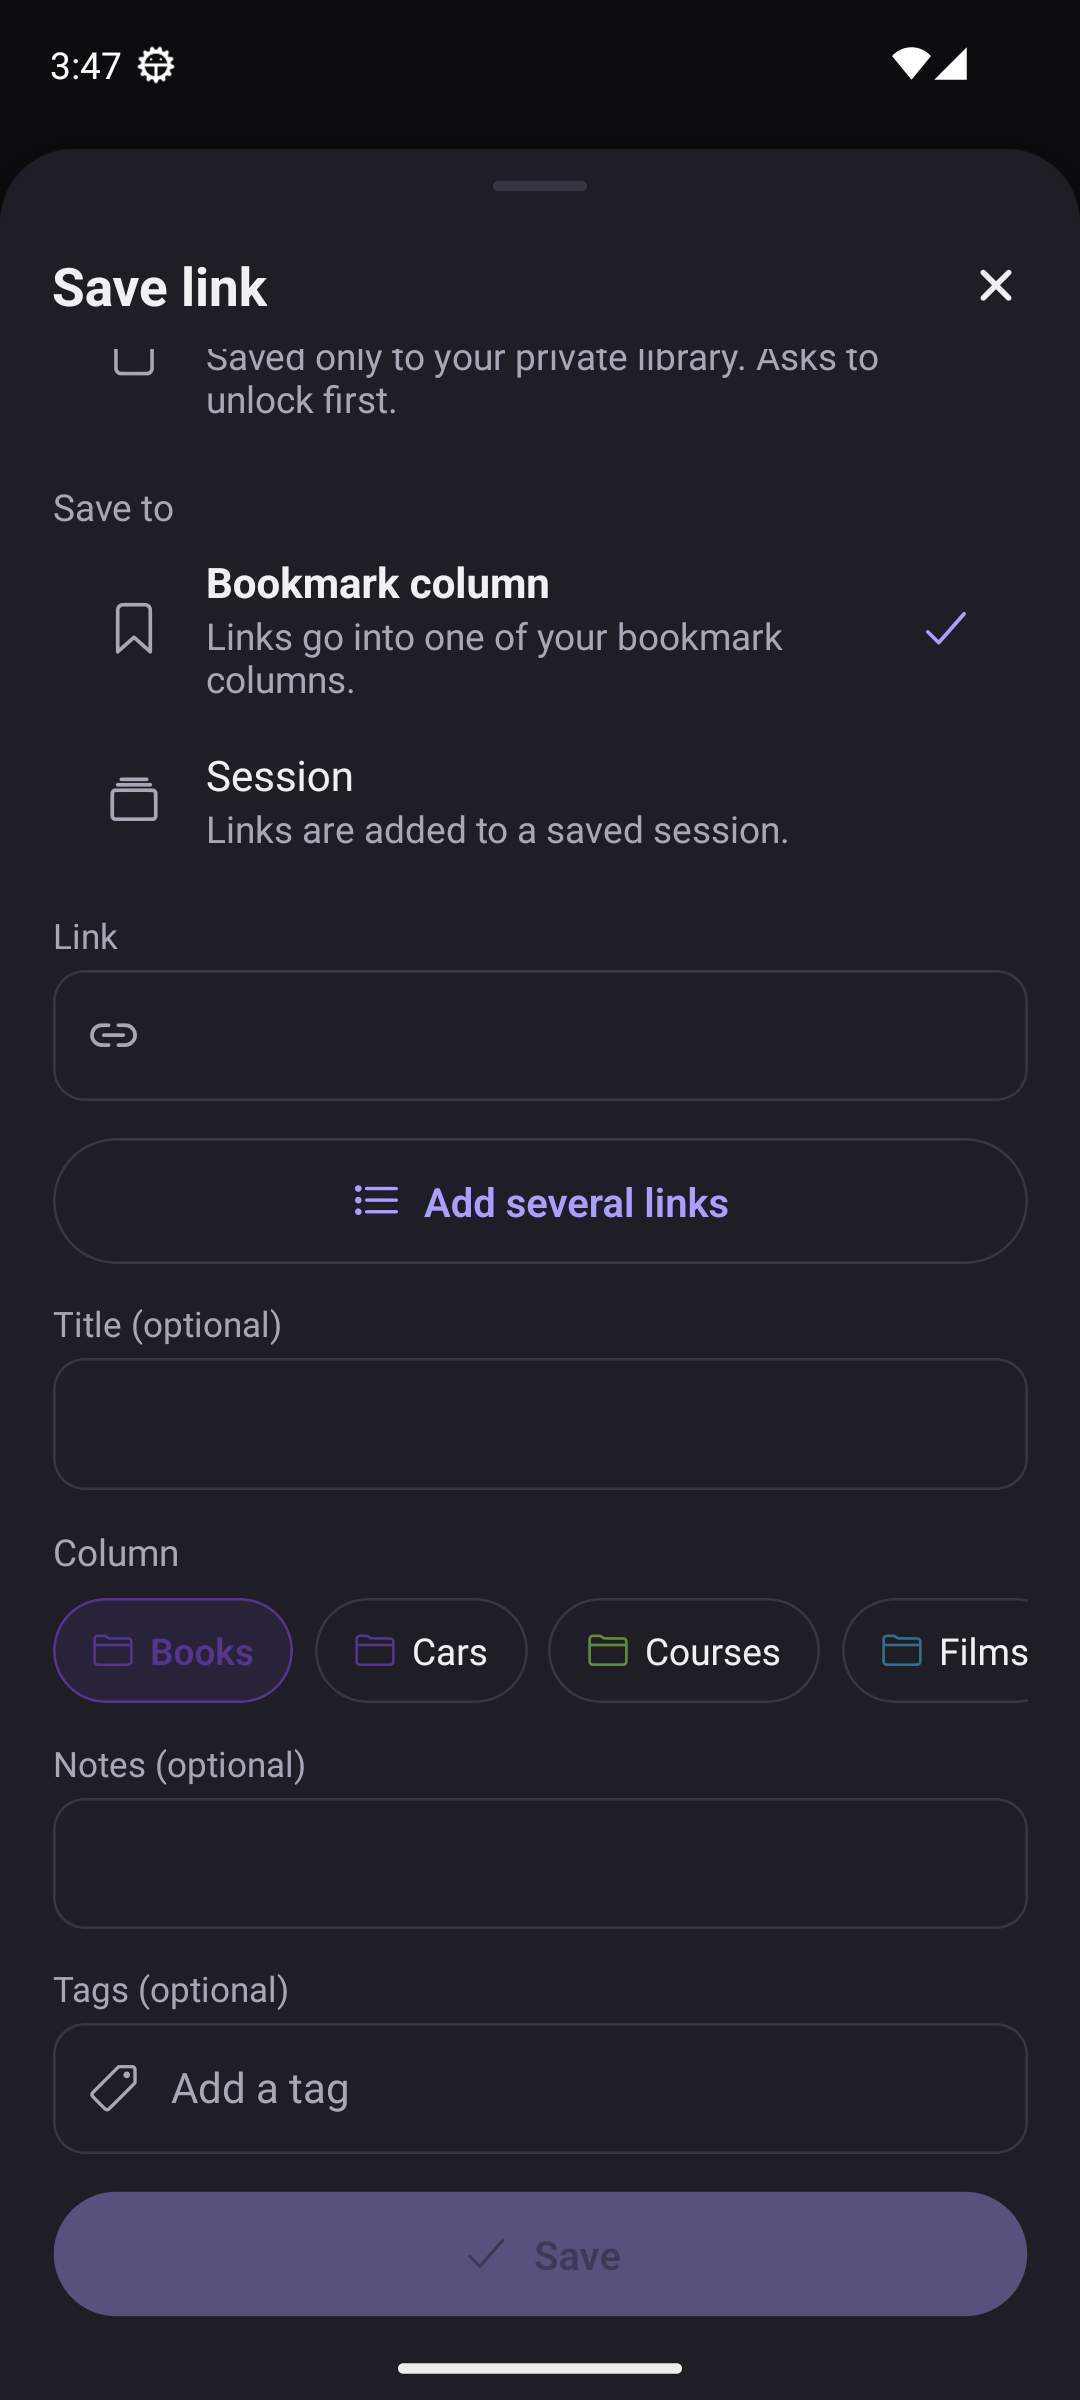 3:47
Save link
Saved only to your private library. Asks to
unlock first.
Save to
Bookmark column
Links go into one of your bookmark
columns.
Session
Links are added to a saved session.
Link
Add several links
Title (optional)
Column
Books Cars Courses Films
Notes (optional)
Tags (optional)
Add a tag
Save